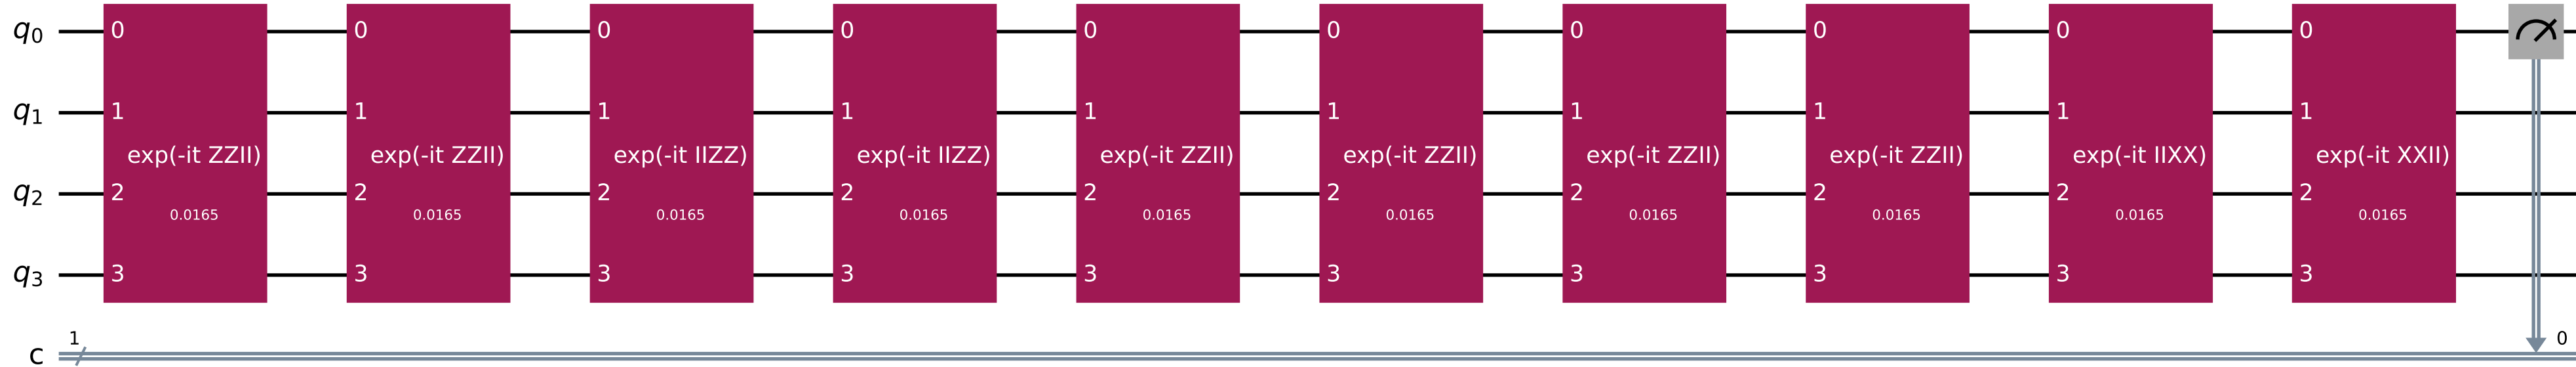 q0 0 0 0 0 0 0 0 0 0 0
q1 1 1 1 1 1 1 1 1 1 1
exp(-it ZZII) exp(-it ZZII) exp(-it IIZZ) exp(-it IIZZ) exp(-it ZZII) exp(-it ZZII) exp(-it ZZII) exp(-it ZZII) exp(-it IIXX) exp(-it XXII)
q2 2 2 2 2 2 2 2 2 2 2
0.0165 0.0165 0.0165 0.0165 0.0165 0.0165 0.0165 0.0165 0.0165 0.0165
q3 3 3 3 3 3 3 3 3 3 3
1 0
c